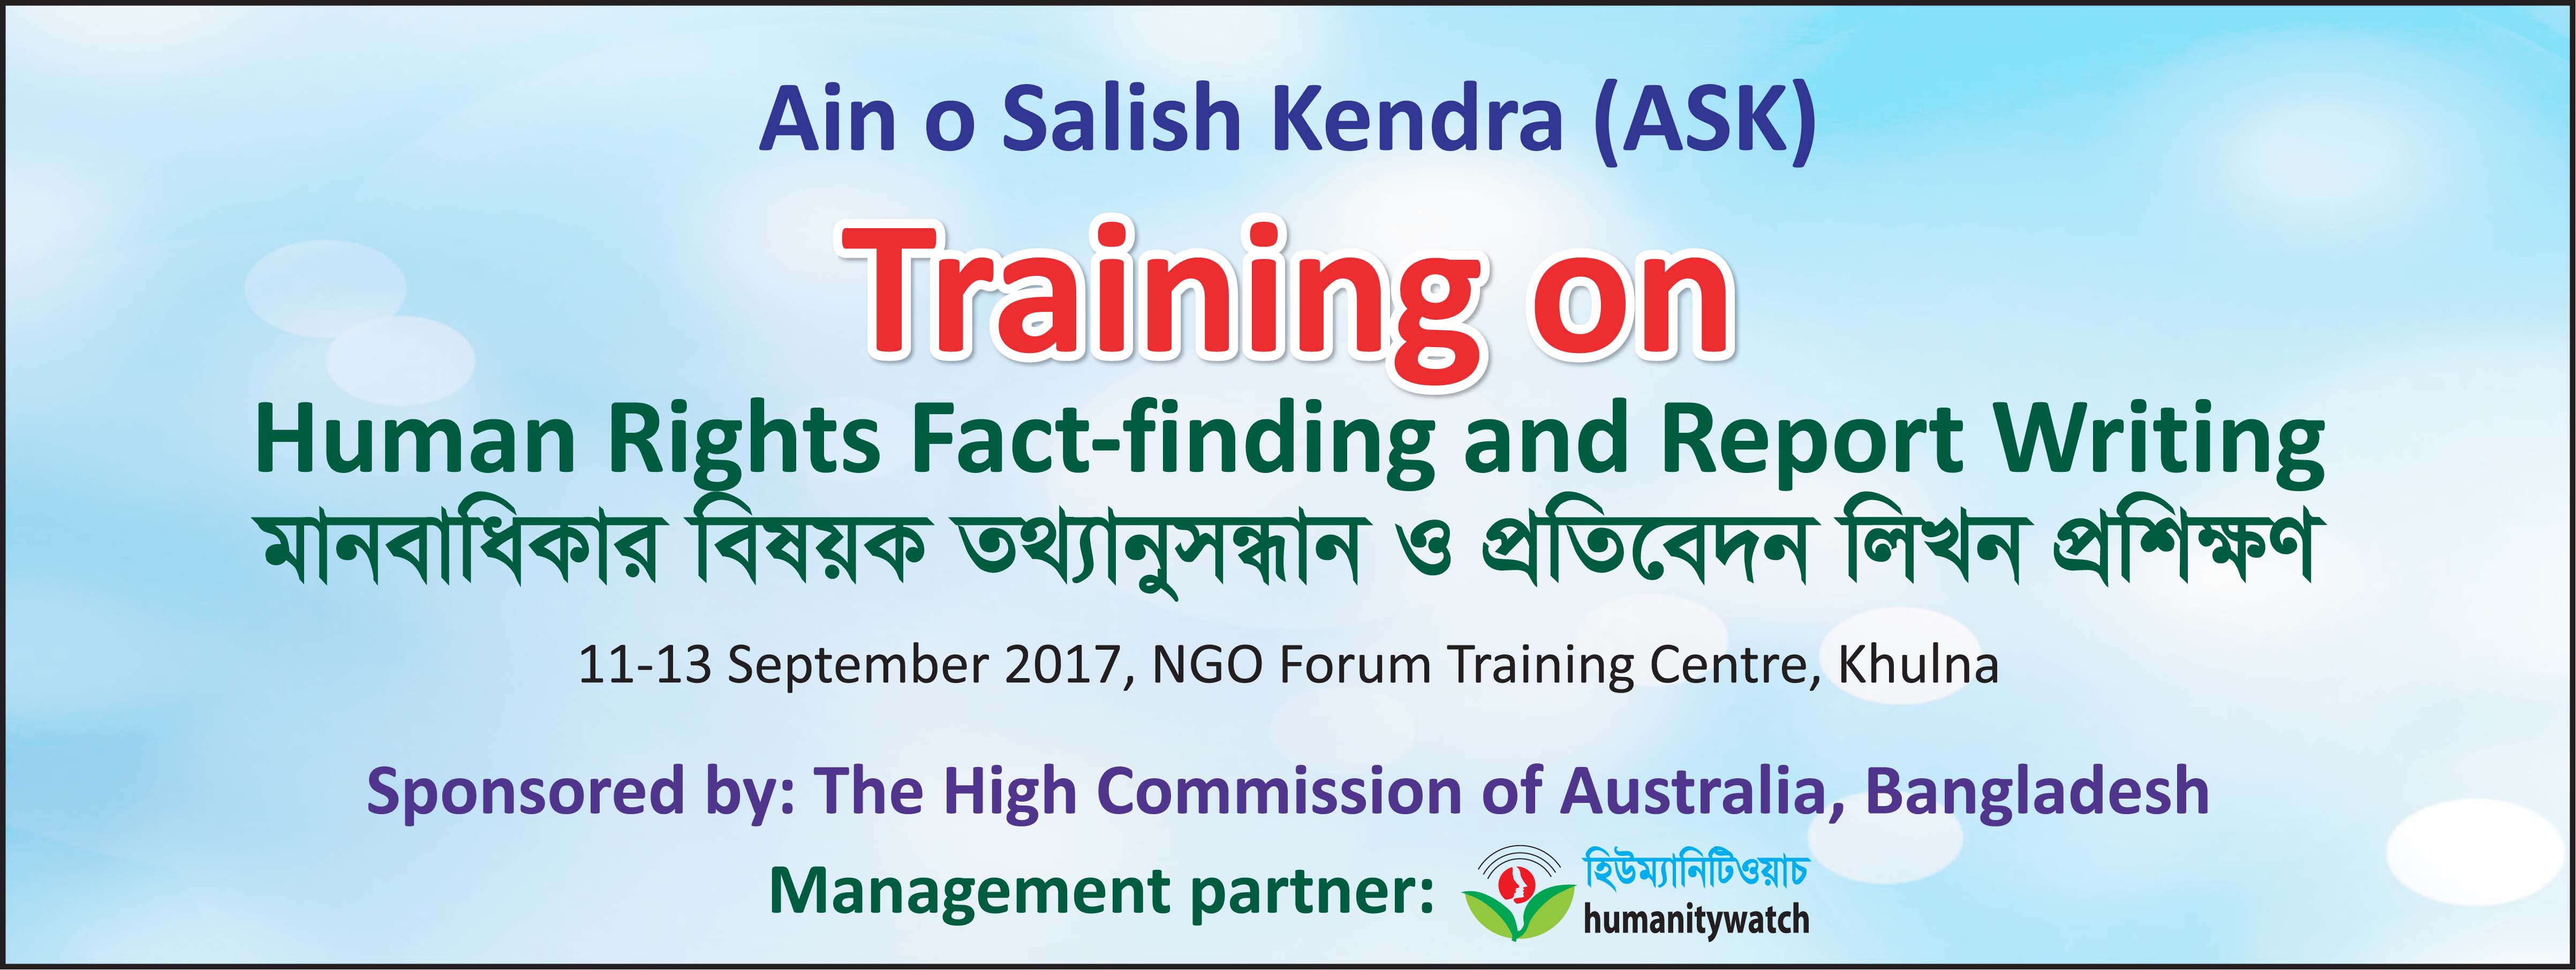 Ain o Salish Kendra (ASK)
Training on
Human Rights Fact-finding and Report Writing
মানবাধিকার বিষয়ক তথ্যানুসন্ধান ও প্রতিবেদন লিখন প্রশিক্ষণ
11-13 September 2017, NGO Forum Training Centre, Khulna
Sponsored by: The High Commission of Australia, Bangladesh
Management partner:
হিউম্যানিটিওয়াচ
humanitywatch